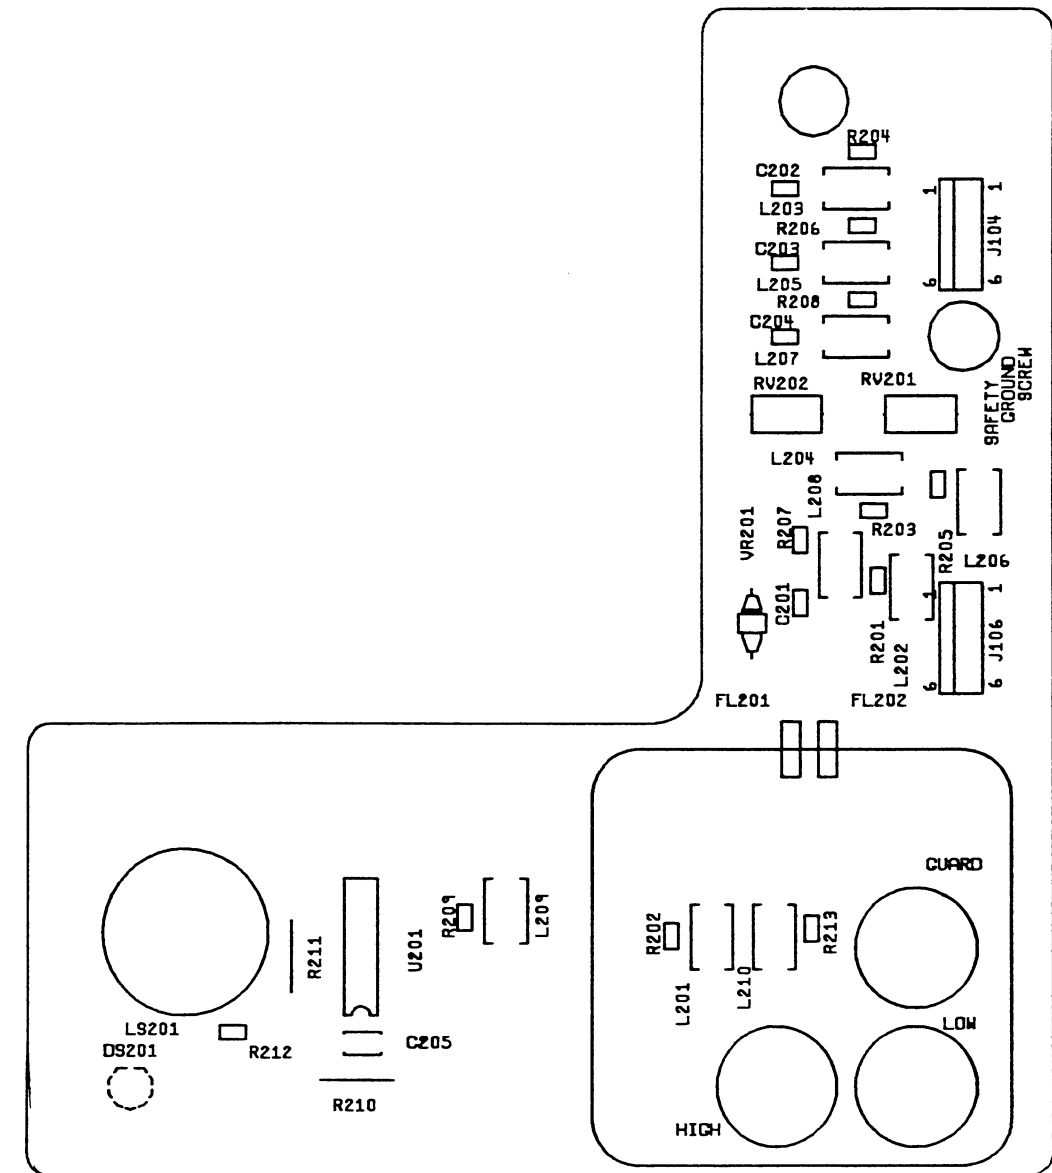 R204
C202
1
1
L203
J104
R206
C203
L205
6
6
R208
C204
L207
SAFETY
GROUND
SCREW
RV202
RV201
L204
L208
R207
VR201
R203
R205
L206
C201
1
1
R201
L202
J106
6
6
FL201
FL202
GUARD
R209
L209
R202
R213
U201
R211
L201
L210
LS201
LOW
DS201
R212
C205
R210
HIGH